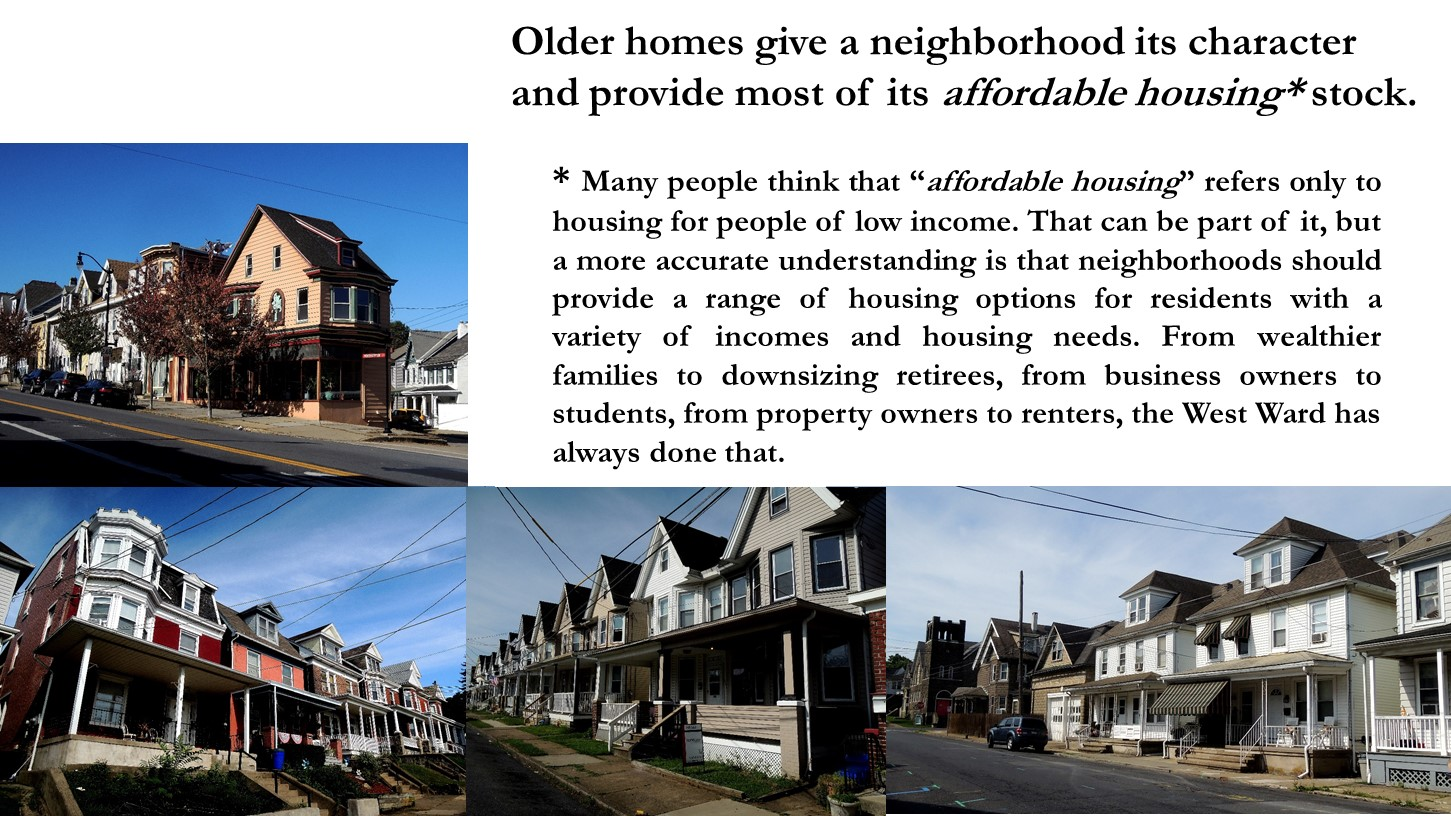 Older homes give a neighborhood its character
and provide most of its affordable housing* stock.
* Many people think that “affordable housing” refers only to
housing for people of low income. That can be part of it, but
a more accurate understanding is that neighborhoods should
provide a range of housing options for residents with a
variety of incomes and housing needs. From wealthier
families to downsizing retirees, from business owners to
students, from property owners to renters, the West Ward has
always done that.